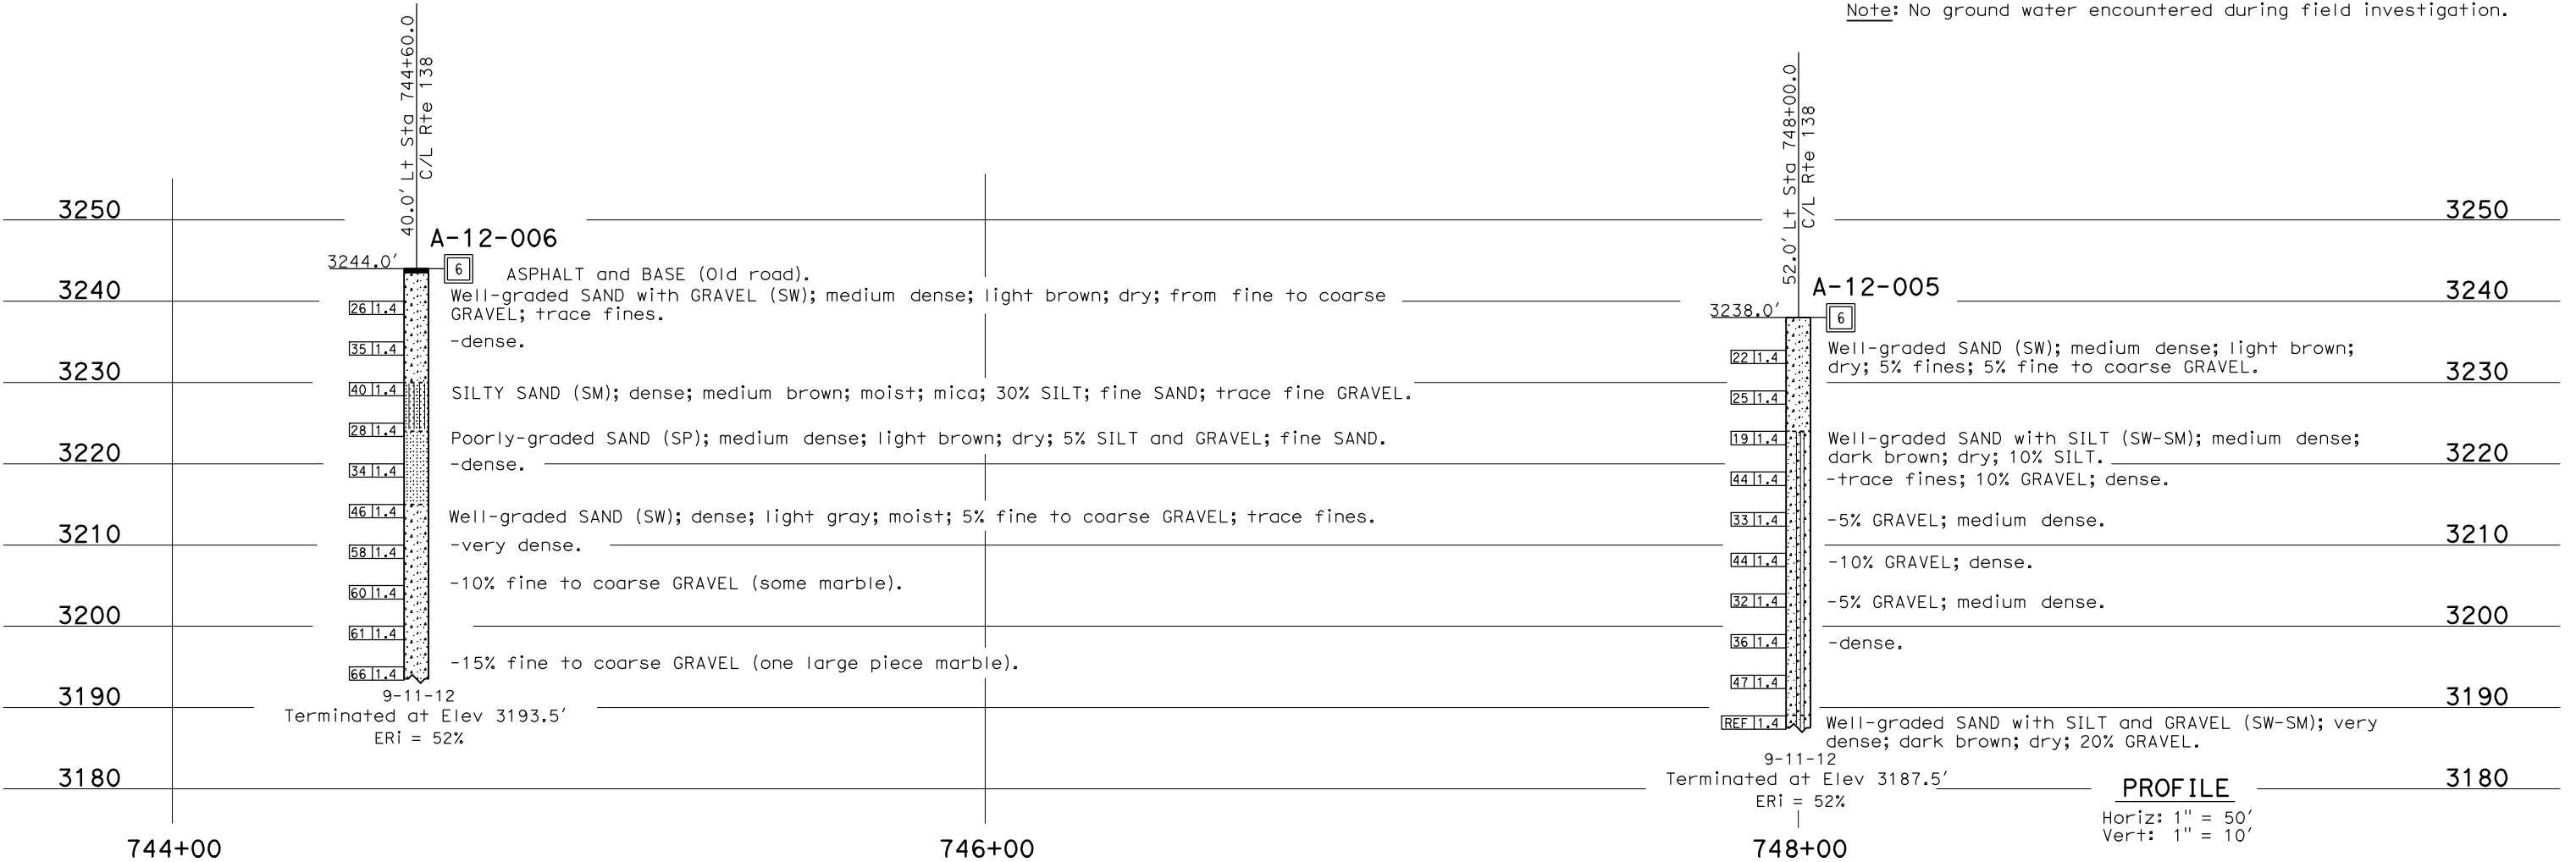 Note: No ground water encountered during field investigation.
40.0' Lt Sta 744+60.0
C/L Rte 138
52.0' Lt Sta 748+00.0
C/L Rte 138
3250
3250
A-12-006
3244.0'
6
ASPHALT and BASE (Old road).
3240
3240
Well-graded SAND with GRAVEL (SW); medium dense; light brown; dry; from fine to coarse
GRAVEL; trace fines.
26 1.4
-dense.
35 1.4
3230
3230
40 1.4
SILTY SAND (SM); dense; medium brown; moist; mica; 30% SILT; fine SAND; trace fine GRAVEL.
28 1.4
Poorly-graded SAND (SP); medium dense; light brown; dry; 5% SILT and GRAVEL; fine SAND.
3220
3220
-dense.
34 1.4
46 1.4
Well-graded SAND (SW); dense; light gray; moist; 5% fine to coarse GRAVEL; trace fines.
3210
3210
-very dense.
58 1.4
-10% fine to coarse GRAVEL (some marble).
60 1.4
3200
3200
61 1.4
-15% fine to coarse GRAVEL (one large piece marble).
66 1.4
3190
3190
9-11-12
Terminated at Elev 3193.5'
ERi = 52%
3180
3180
A-12-005
3238.0'
6
22 1.4
Well-graded SAND (SW); medium dense; light brown;
dry; 5% fines; 5% fine to coarse GRAVEL.
25 1.4
19 1.4
Well-graded SAND with SILT (SW-SM); medium dense;
dark brown; dry; 10% SILT.
44 1.4
-trace fines; 10% GRAVEL; dense.
33 1.4
-5% GRAVEL; medium dense.
44 1.4
-10% GRAVEL; dense.
32 1.4
-5% GRAVEL; medium dense.
36 1.4
-dense.
47 1.4
REF 1.4
Well-graded SAND with SILT and GRAVEL (SW-SM); very
dense; dark brown; dry; 20% GRAVEL.
9-11-12
Terminated at Elev 3187.5'
ERi = 52%
PROFILE
Horiz: 1" = 50'
Vert: 1" = 10'
744+00
746+00
748+00